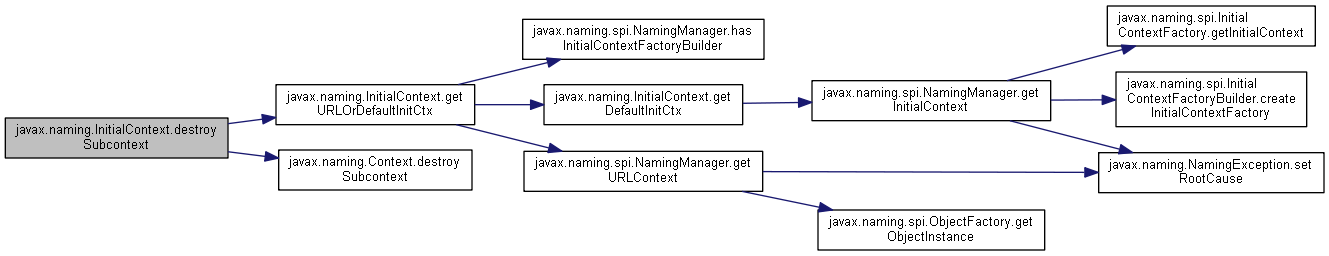 javax.naming.InitialContext.destroy
Subcontext
javax.naming.InitialContext.get
URLOrDefaultInitCtx
javax.naming.Context.destroy
Subcontext
javax.naming.spi.NamingManager.has
InitialContextFactoryBuilder
javax.naming.InitialContext.get
DefaultInitCtx
javax.naming.spi.NamingManager.get
URLContext
javax.naming.spi.NamingManager.get
InitialContext
javax.naming.spi.ObjectFactory.get
ObjectInstance
javax.naming.spi.Initial
ContextFactory.getInitialContext
javax.naming.spi.Initial
ContextFactoryBuilder.create
InitialContextFactory
javax.naming.NamingException.set
RootCause